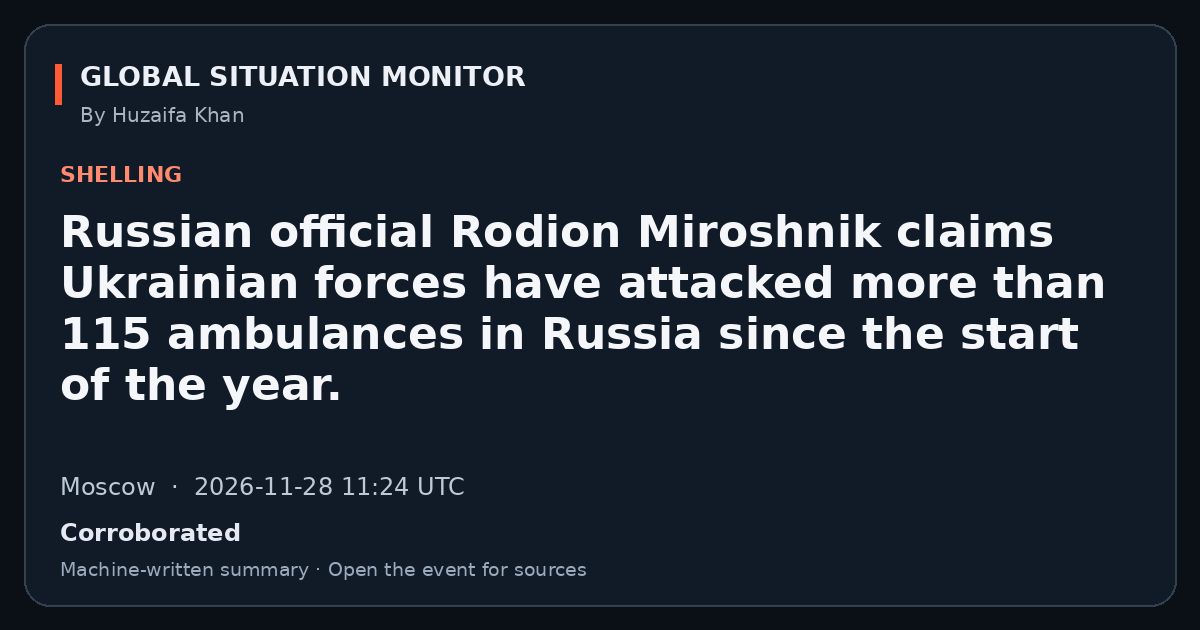 GLOBAL SITUATION MONITOR
By Huzaifa Khan
SHELLING
Russian official Rodion Miroshnik claims
Ukrainian forces have attacked more than
115 ambulances in Russia since the start
of the year.
Moscow · 2026-11-28 11:24 UTC
Corroborated
Machine-written summary · Open the event for sources